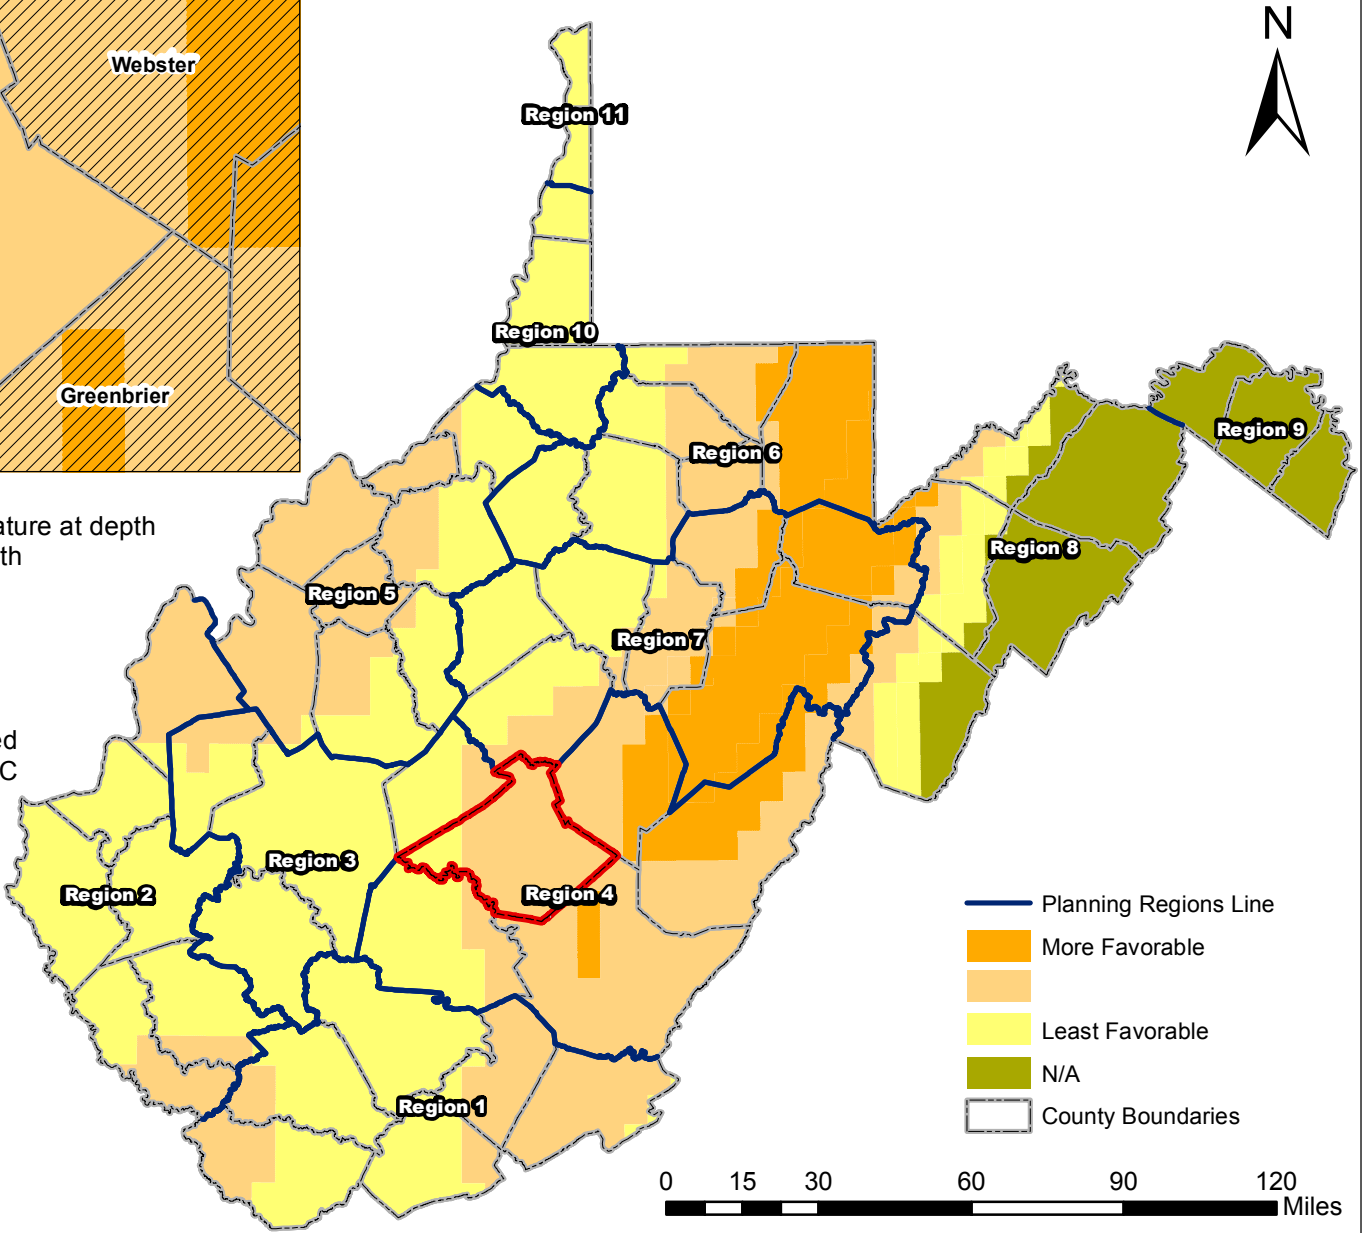 Webster
Greenbrier
N
Region 11
Region 10
Region 6
Region 9
Region 8
Region 5
Region 7
Region 3
Region 2
Region 4
Region 1
ature at depth
th
ed
C
Planning Regions Line
More Favorable
Least Favorable
N/A
County Boundaries
0 15 30 60 90 120
Miles